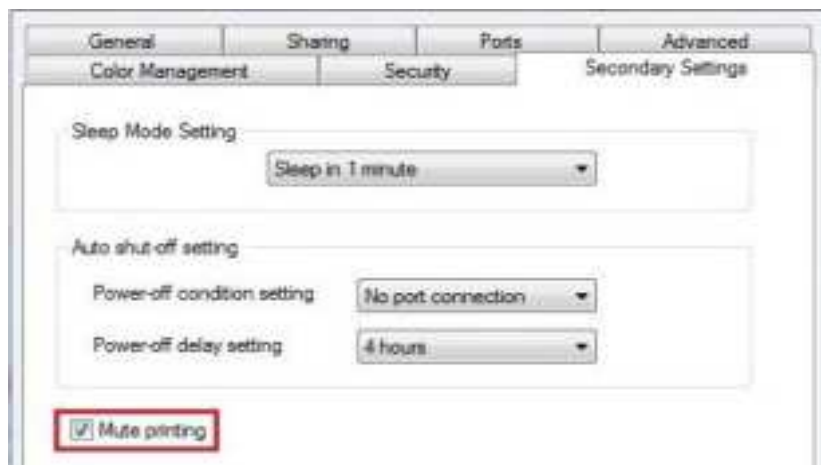 General Sharing Ports Advanced
Color Management Security Secondary Settings
Sleep Mode Setting
Sleep in 1 minute
Auto shut-off setting
Power-off condition setting No port connection
Power-off delay setting 4 hours
Mute printing